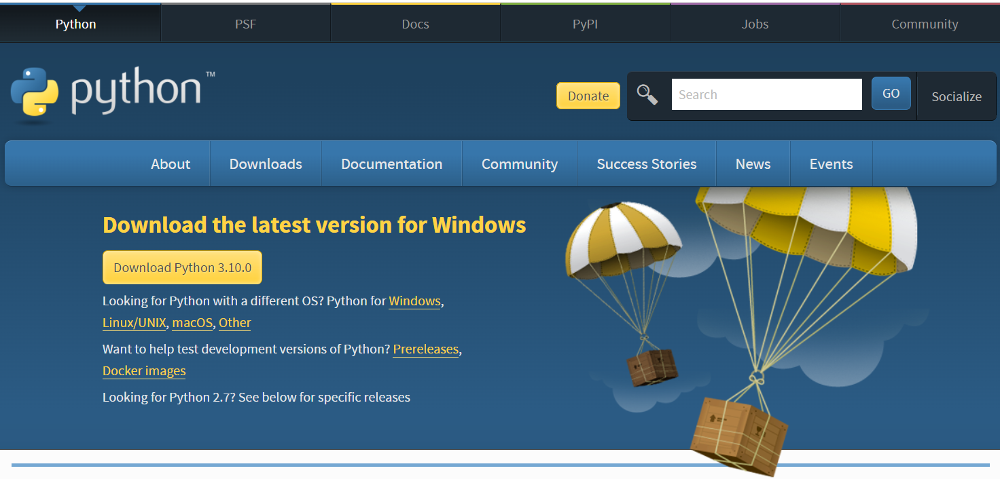 Python PSF Docs PyPI Jobs Community
python™ Donate Search GO Socialize
About Downloads Documentation Community Success Stories News Events
Download the latest version for Windows
Download Python 3.10.0
Looking for Python with a different OS? Python for Windows,
Linux/UNIX, macOS, Other
Want to help test development versions of Python? Prereleases,
Docker images
Looking for Python 2.7? See below for specific releases